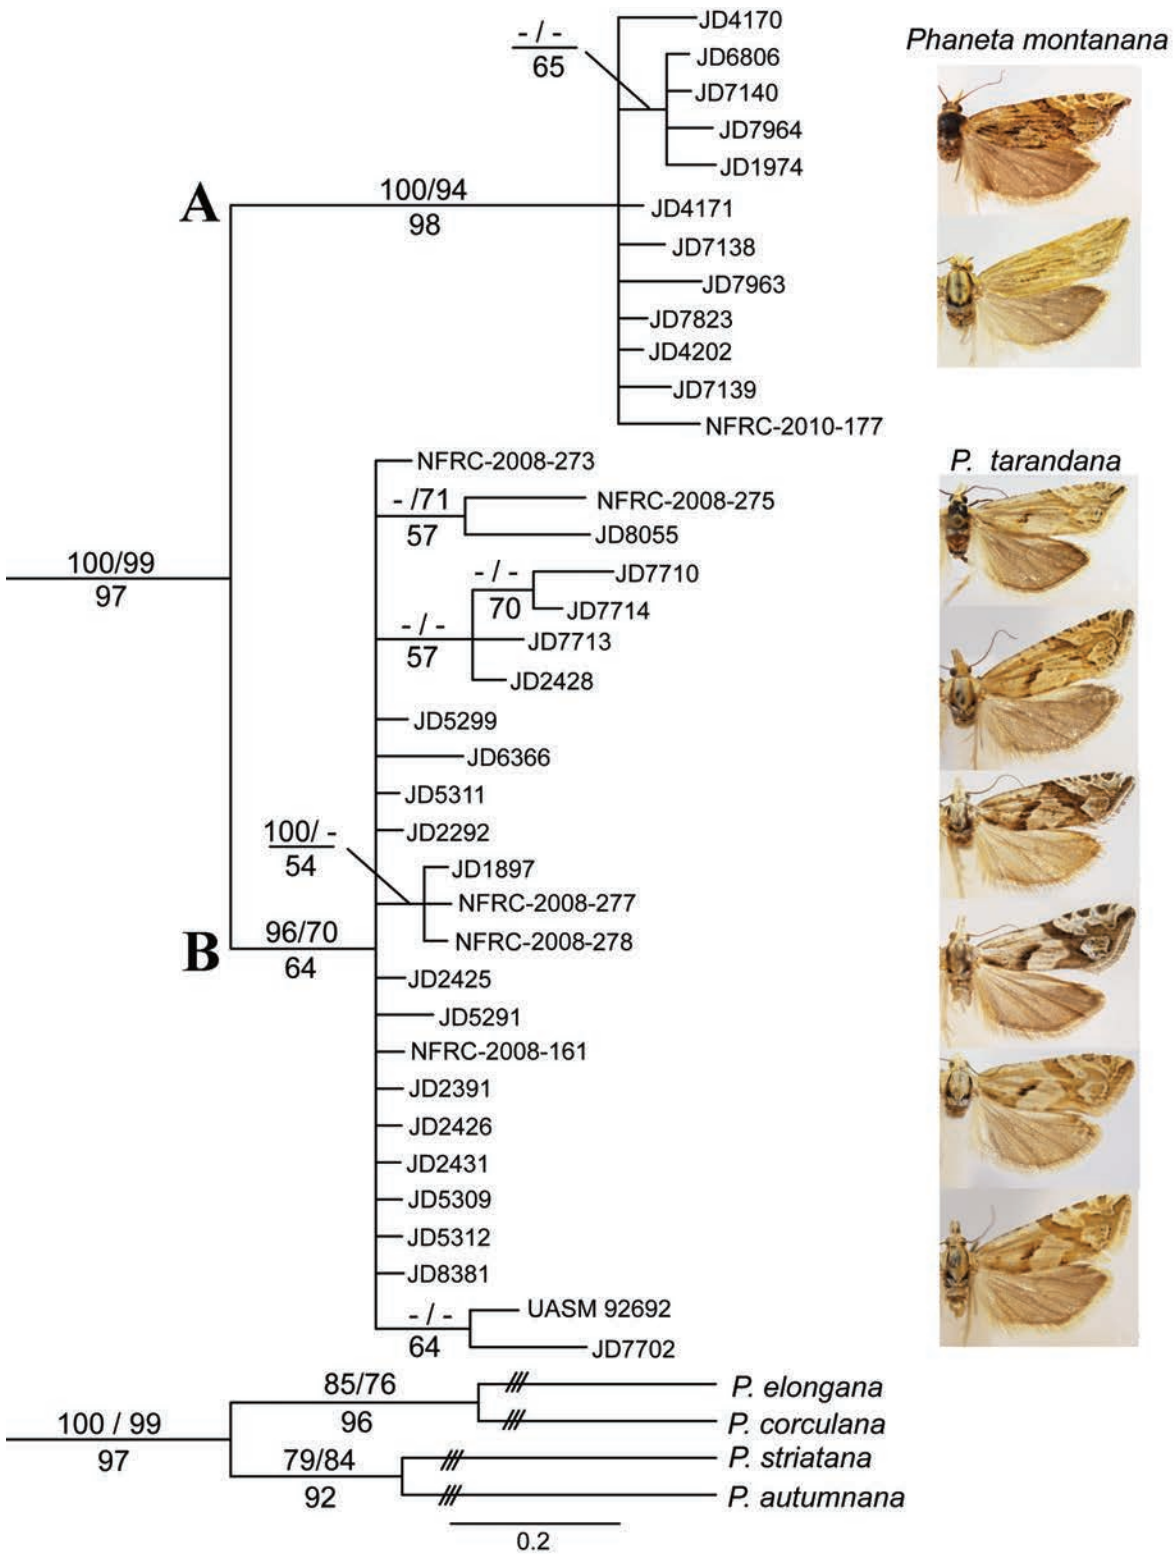 JD4170
- / -
65
JD6806
JD7140
JD7964
JD1974
Phaneta montanana
A
100/94
98
JD4171
JD7138
JD7963
JD7823
JD4202
JD7139
NFRC-2010-177
P. tarandana
NFRC-2008-273
- /71
57
NFRC-2008-275
JD8055
100/99
97
- / -
70
JD7710
JD7714
- / -
57
JD7713
JD2428
JD5299
JD6366
JD5311
JD2292
100/ -
54
JD1897
NFRC-2008-277
NFRC-2008-278
B
96/70
64
JD2425
JD5291
NFRC-2008-161
JD2391
JD2426
JD2431
JD5309
JD5312
JD8381
- / -
64
UASM 92692
JD7702
85/76
96
P. elongana
P. corculana
100 / 99
97
79/84
92
P. striatana
P. autumnana
0.2